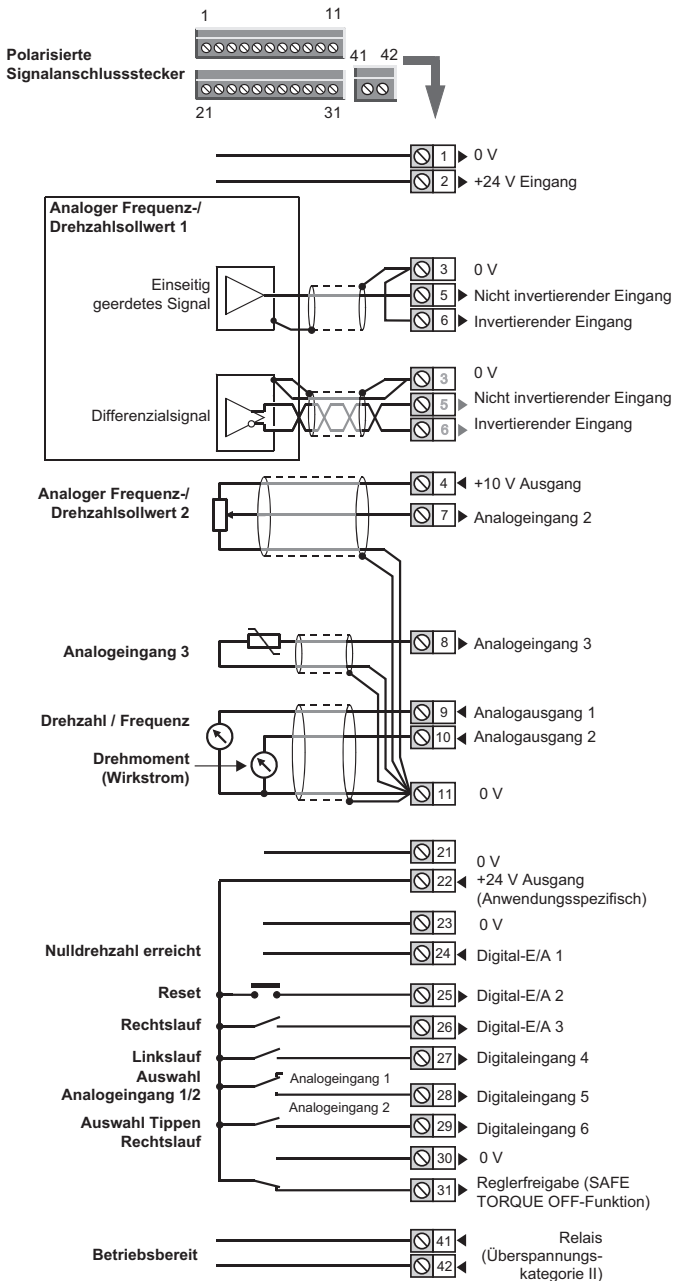 1 11
Polarisierte
Signalanschlussstecker
41 42
21 31
1 0 V
2 +24 V Eingang
Analoger Frequenz-/
Drehzahlsollwert 1
Einseitig
geerdetes Signal
3 0 V
5 Nicht invertierender Eingang
6 Invertierender Eingang
Differenzialsignal
3 0 V
5 Nicht invertierender Eingang
6 Invertierender Eingang
Analoger Frequenz-/
Drehzahlsollwert 2
4 +10 V Ausgang
7 Analogeingang 2
Analogeingang 3
8 Analogeingang 3
Drehzahl / Frequenz
9 Analogausgang 1
10 Analogausgang 2
Drehmoment
(Wirkstrom)
11 0 V
21 0 V
22 +24 V Ausgang
(Anwendungsspezifisch)
23 0 V
Nulldrehzahl erreicht
24 Digital-E/A 1
Reset
25 Digital-E/A 2
Rechtslauf
26 Digital-E/A 3
Linkslauf
27 Digitaleingang 4
Auswahl
Analogeingang 1/2
Analogeingang 1
28 Digitaleingang 5
Analogeingang 2
Auswahl Tippen
Rechtslauf
29 Digitaleingang 6
30 0 V
31 Reglerfreigabe (SAFE
TORQUE OFF-Funktion)
Betriebsbereit
41 Relais
42 (Überspannungs-
kategorie II)